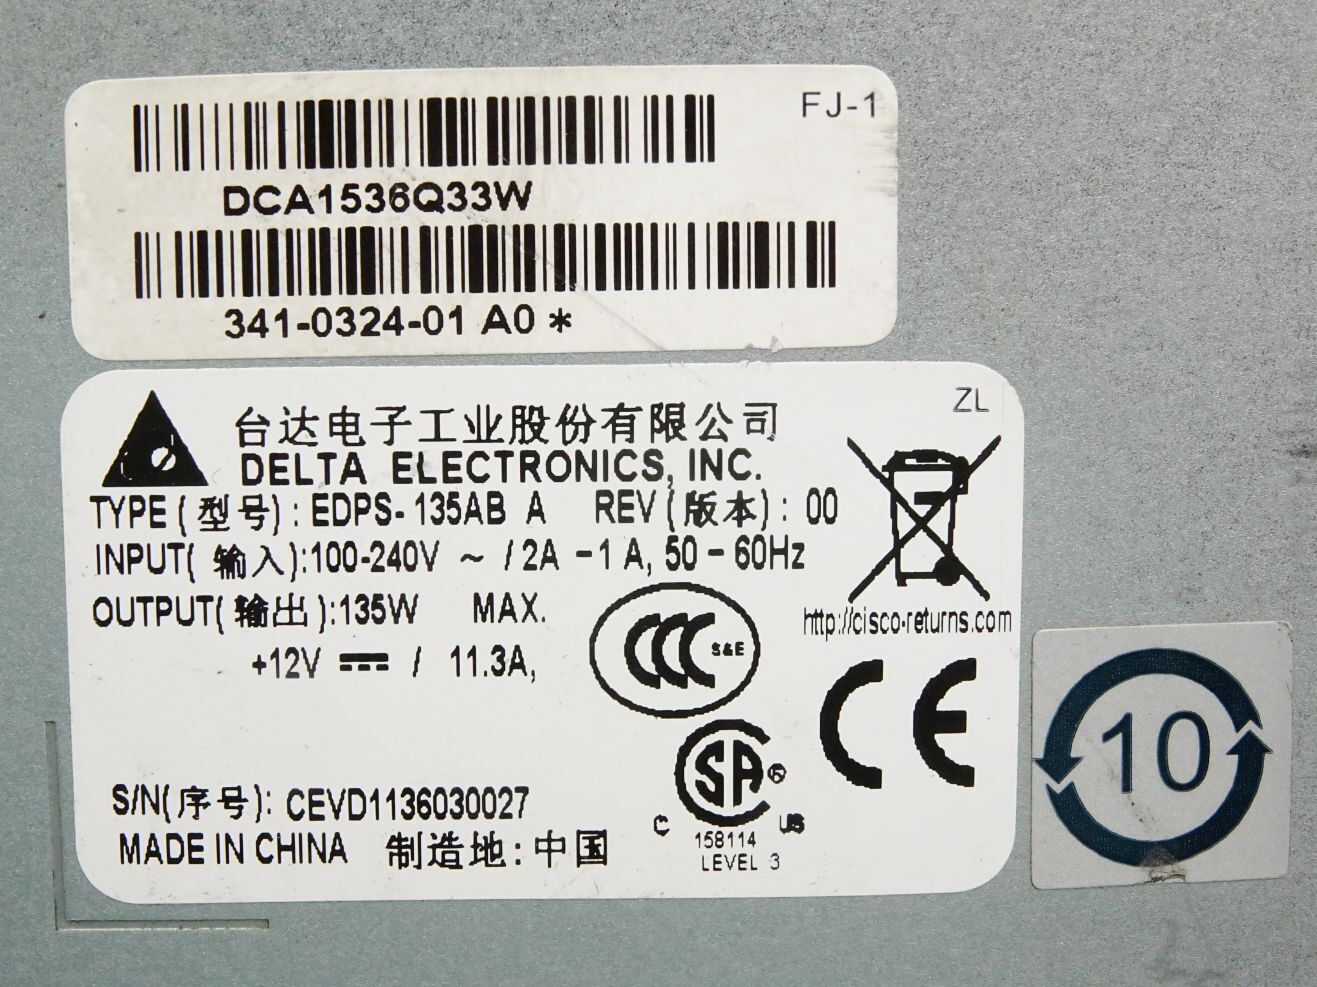 FJ-1
DCA1536Q33W
341-0324-01 A0 *
ZL
台达电子工业股份有限公司
DELTA ELECTRONICS, INC.
TYPE (型号) : EDPS-135AB A REV (版本) : 00
INPUT( 输入):100-240V ~ / 2A -1 A, 50-60Hz
OUTPUT( 输出):135W MAX.
http://cisco-returns.com
+12V ⎓ / 11.3A,
CCC S&E
CE
10
SA ®
C US
158114
LEVEL 3
S/N(序号): CEVD1136030027
MADE IN CHINA 制造地: 中国